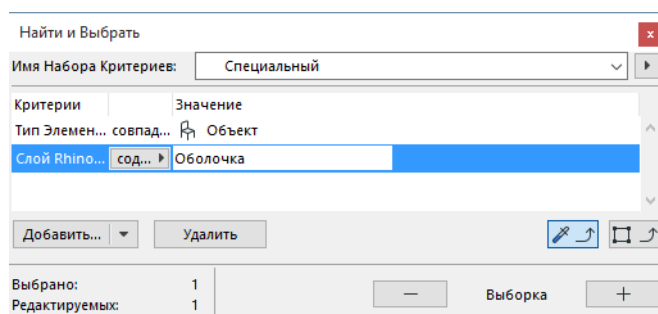 Найти и Выбрать
x
Имя Набора Критериев: Специальный
Критерии Значение
Тип Элемен... совпад... Объект
Слой Rhino... сод... Оболочка
Добавить... Удалить
Выбрано: 1
Редактируемых: 1
— Выборка +